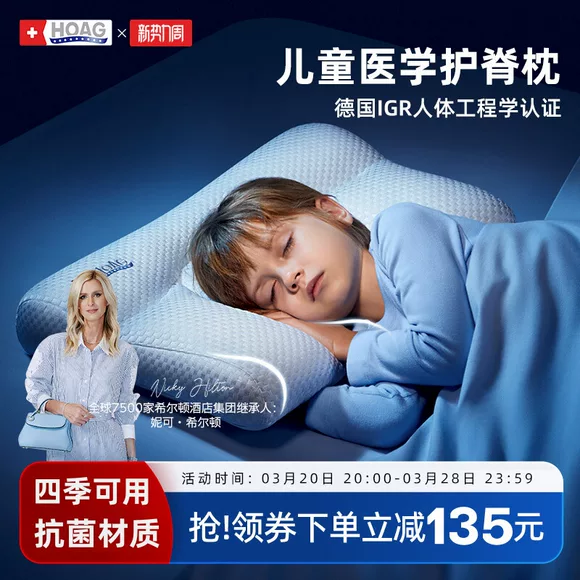 HOAG × 新势力周
儿童医学护脊枕
德国IGR人体工程学认证
HOAG
Nicky Hilton
全球7500家希尔顿酒店集团继承人:
妮可·希尔顿
四季可用
抗菌材质
活动时间:03月20日 20:00-03月28日 23:59
抢!领券下单立减135元